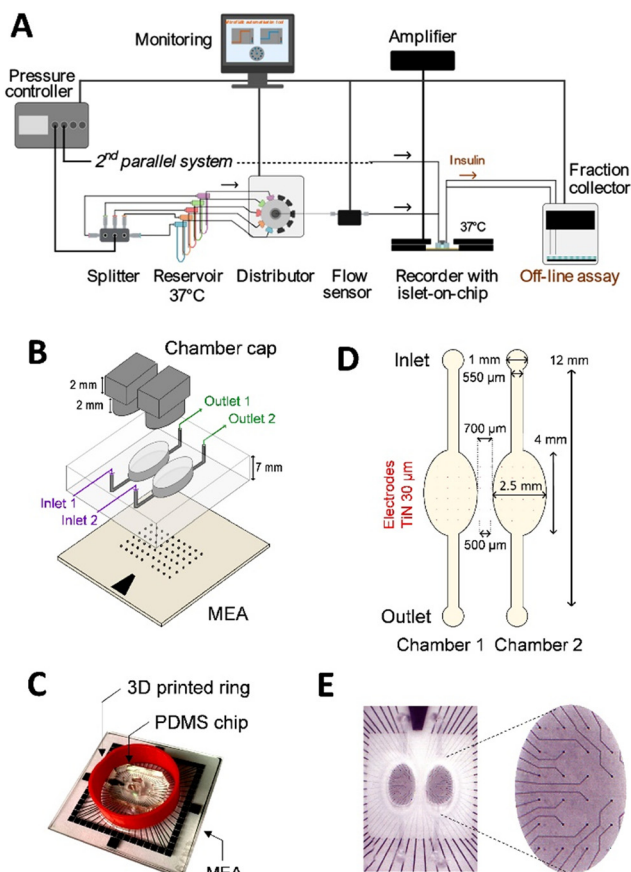 A
Monitoring
Amplifier
Pressure
controller
2nd parallel system
Insulin
Fraction
collector
37°C
Splitter
Reservoir
37°C
Distributor
Flow
sensor
Recorder with
islet-on-chip
Off-line assay
B
Chamber cap
2 mm
2 mm
Outlet 1
Outlet 2
7 mm
Inlet 1
Inlet 2
MEA
D
Inlet
1 mm
12 mm
550 µm
700 µm
4 mm
Electrodes
TiN 30 µm
2.5 mm
500 µm
Outlet
Chamber 1
Chamber 2
C
3D printed ring
PDMS chip
MEA
E